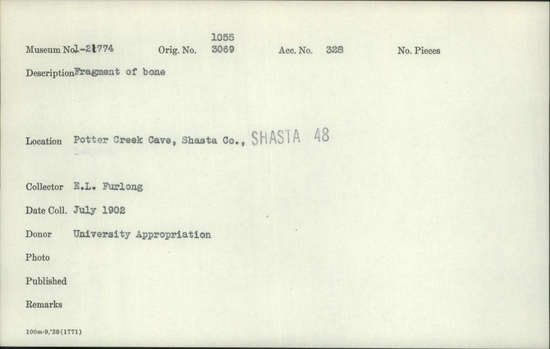 1055
Museum No. 1-21774 Orig. No. 3069 Acc. No. 328 No. Pieces
Description Fragment of bone
Location Potter Creek Cave, Shasta Co., SHASTA 48
Collector E.L. Furlong
Date Coll. July 1902
Donor University Appropriation
Photo
Published
Remarks
100m-9,'38(1771)